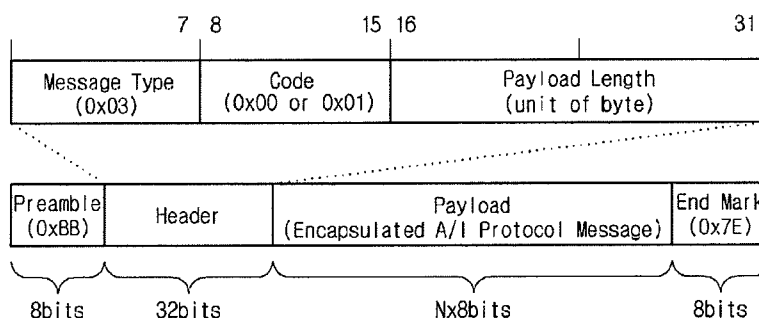 7 8 15 16 31
Message Type Code Payload Length
(0x03) (0x00 or 0x01) (unit of byte)
Preamble Header Payload End Mark
(0xBB) (Encapsulated A/I Protocol Message) (0x7E)
8bits 32bits Nx8bits 8bits